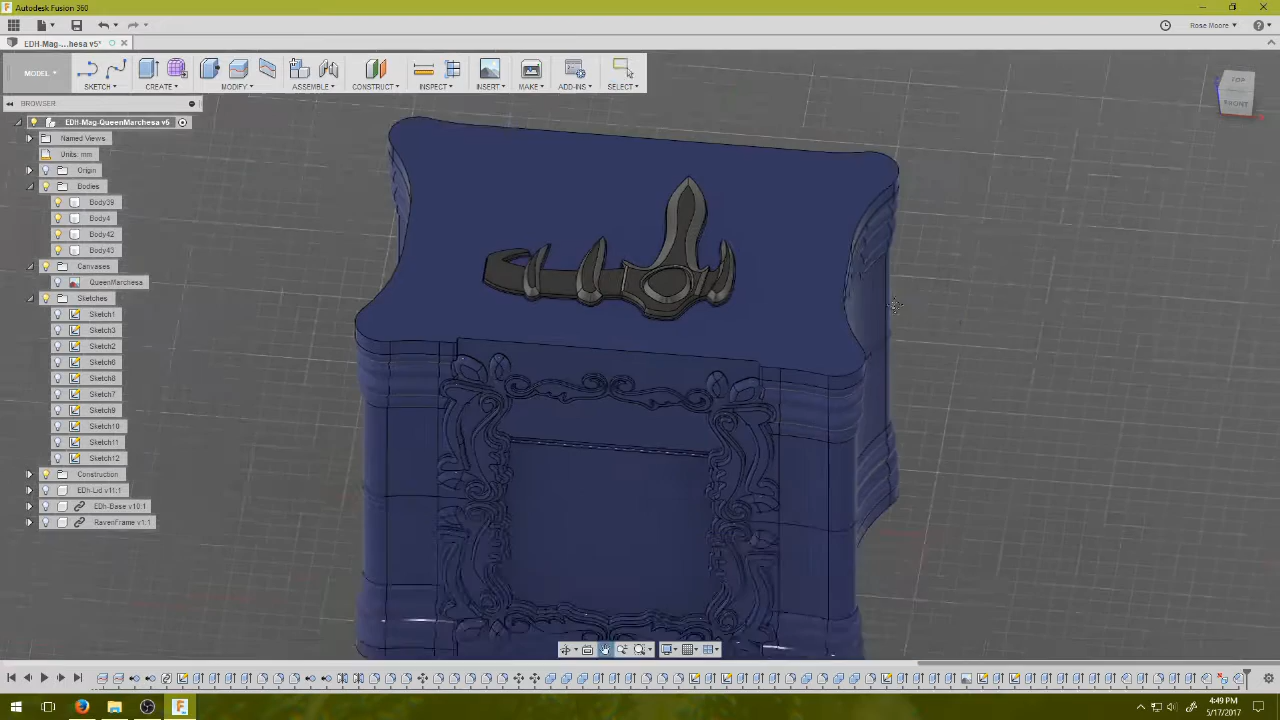 Autodesk Fusion 360
Rose Moore
EDH-Mag-...hesa v5*
MODEL
SKETCH
CREATE
MODIFY
ASSEMBLE
CONSTRUCT
INSPECT
INSERT
MAKE
ADD-INS
SELECT
TOP
FRONT
BROWSER
EDH-Mag-QueenMarchesa v5
Named Views
Units: mm
Origin
Bodies
Body39
Body4
Body42
Body43
Canvases
QueenMarchesa
Sketches
Sketch1
Sketch3
Sketch2
Sketch6
Sketch8
Sketch7
Sketch9
Sketch10
Sketch11
Sketch12
Construction
EDh-Lid v11:1
EDh-Base v10:1
RavenFrame v1:1
4:49 PM
5/17/2017